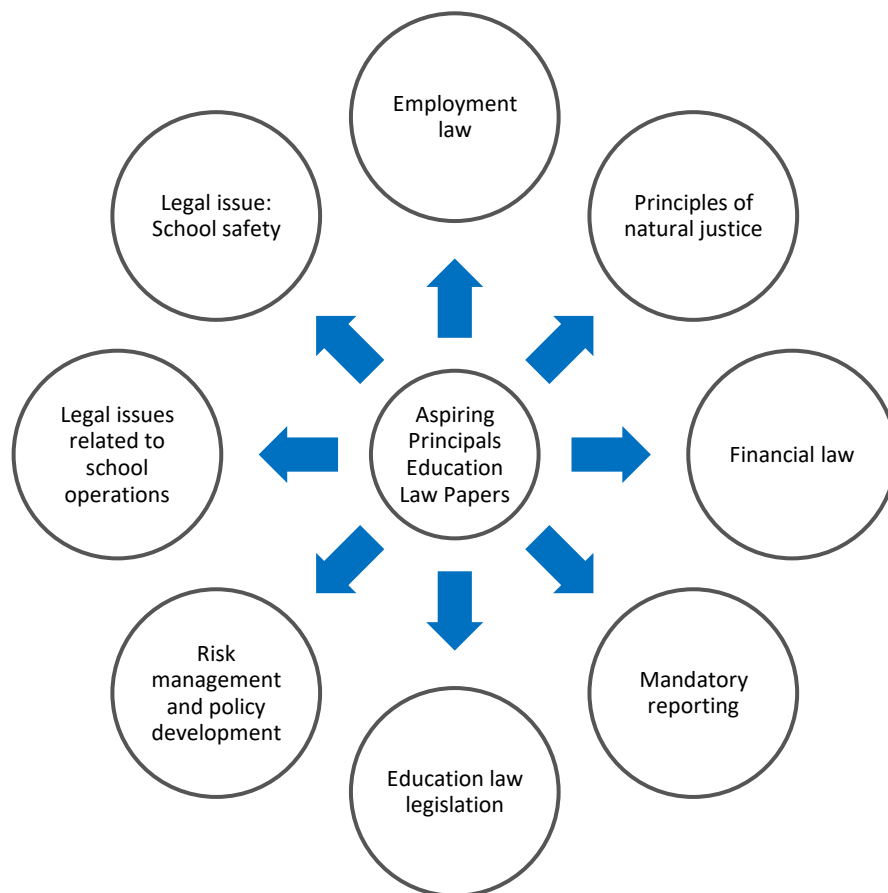 Employment
law
Legal issue:
School safety
Principles of
natural justice
Legal issues
related to
school
operations
Aspiring
Principals
Education
Law Papers
Financial law
Risk
management
and policy
development
Mandatory
reporting
Education law
legislation